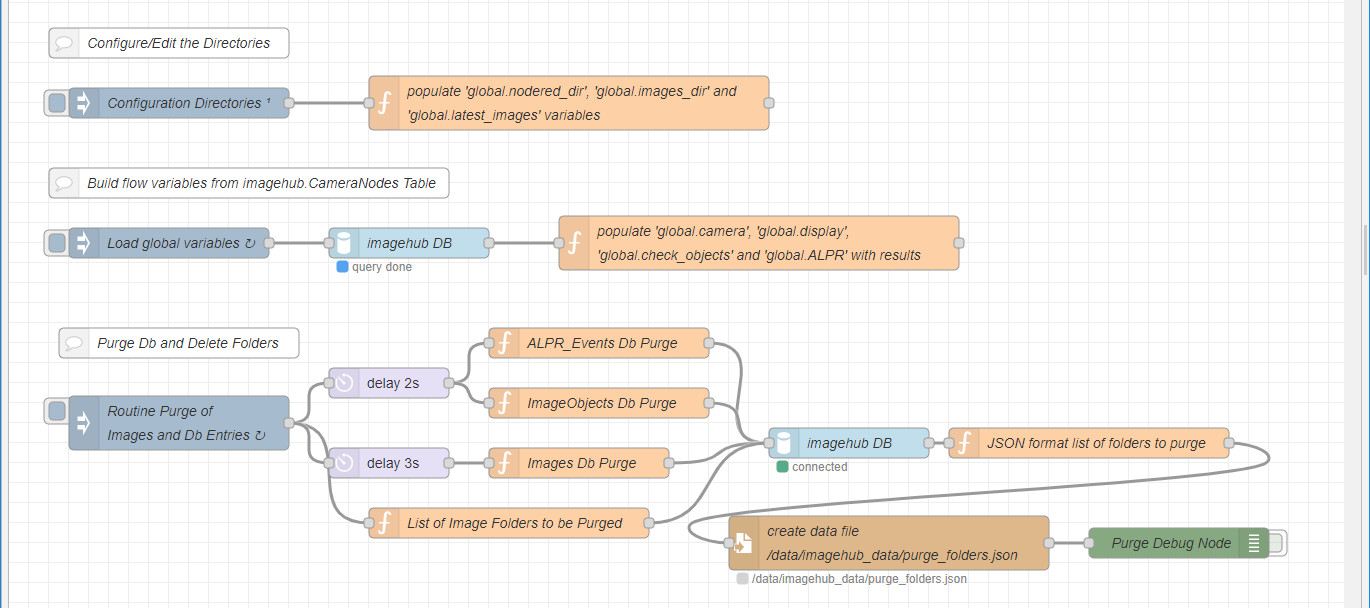 Configure/Edit the Directories
Configuration Directories ¹
populate 'global.nodered_dir', 'global.images_dir' and
'global.latest_images' variables
Build flow variables from imagehub.CameraNodes Table
Load global variables ↻
imagehub DB
query done
populate 'global.camera', 'global.display',
'global.check_objects' and 'global.ALPR' with results
Purge Db and Delete Folders
Routine Purge of
Images and Db Entries ↻
delay 2s
delay 3s
ALPR_Events Db Purge
ImageObjects Db Purge
Images Db Purge
List of Image Folders to be Purged
imagehub DB
connected
JSON format list of folders to purge
create data file
/data/imagehub_data/purge_folders.json
/data/imagehub_data/purge_folders.json
Purge Debug Node